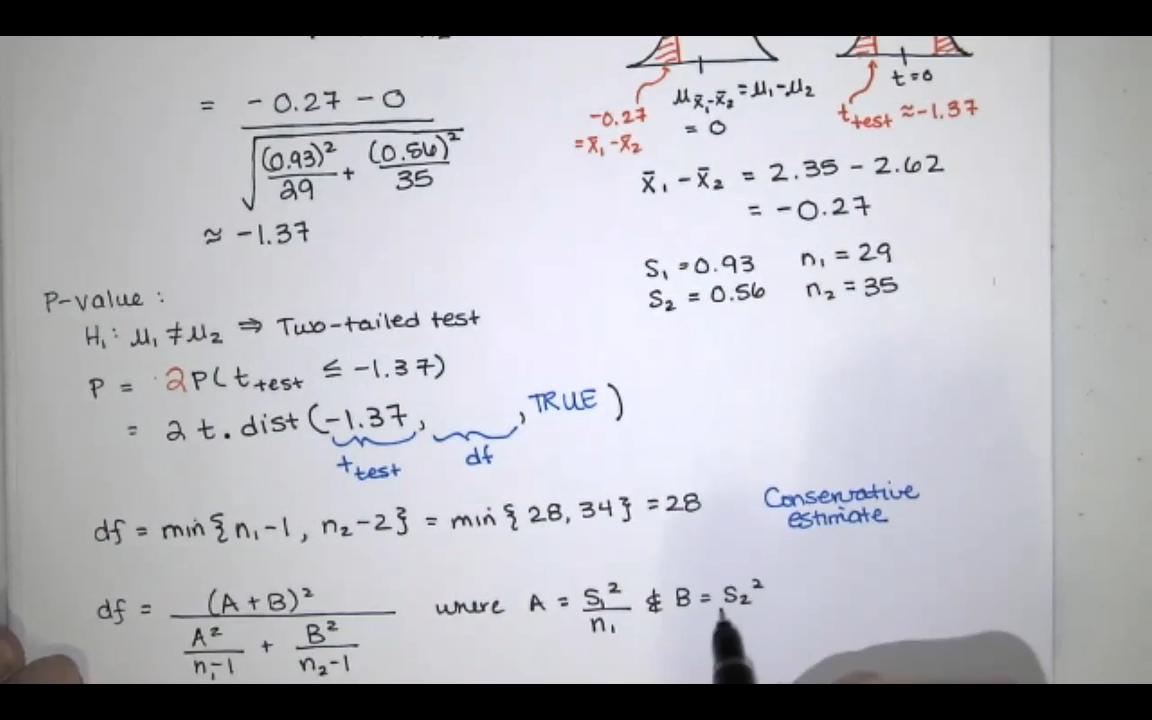 = -0.27 - 0
√ (0.93)² / 29 + (0.56)² / 35
≈ -1.37
-0.27
= x̄₁ - x̄₂
μ x̄₁-x̄₂ = μ₁ - μ₂
= 0
t = 0
t test ≈ -1.37
x̄₁ - x̄₂ = 2.35 - 2.62
= -0.27
S₁ = 0.93 n₁ = 29
S₂ = 0.56 n₂ = 35
P-value :
H₁ : μ₁ ≠ μ₂ ⇒ Two-tailed test
P = 2P( t test ≤ -1.37)
= 2 t.dist (-1.37, , TRUE )
t test df
df = min { n₁-1 , n₂-2 } = min { 28, 34 } = 28
Conservative
estimate
df = (A + B)² / A² / n₁-1 + B² / n₂-1 where A = S₁² / n₁ & B = S₂²